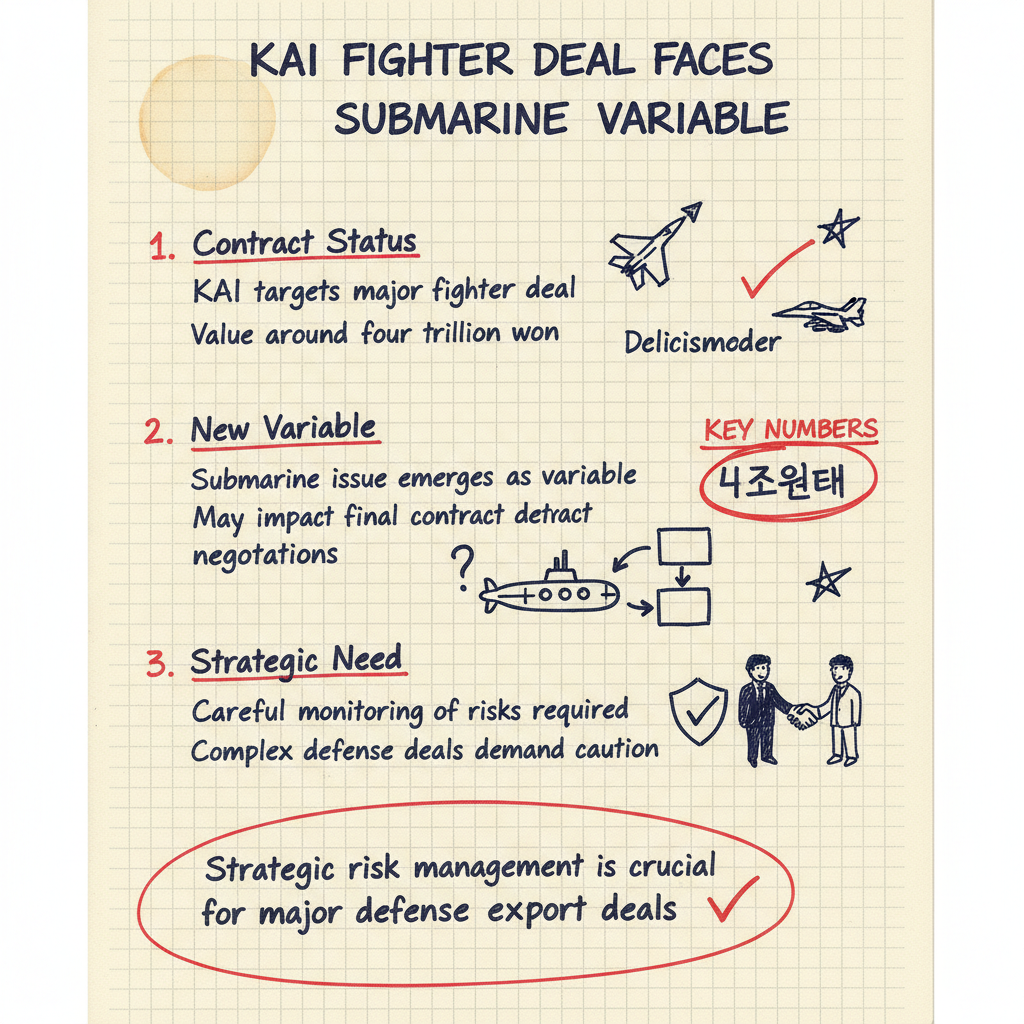 KAI FIGHTER DEAL FACES
SUBMARINE VARIABLE
1. Contract Status
KAI targets major fighter deal
Value around four trillion won
Delicismoder
2. New Variable
Submarine issue emerges as variable
May impact final contract detract
negotations
KEY NUMBERS
4조원태
?
3. Strategic Need
Careful monitoring of risks required
Complex defense deals demand caution
Strategic risk management is crucial
for major defense export deals